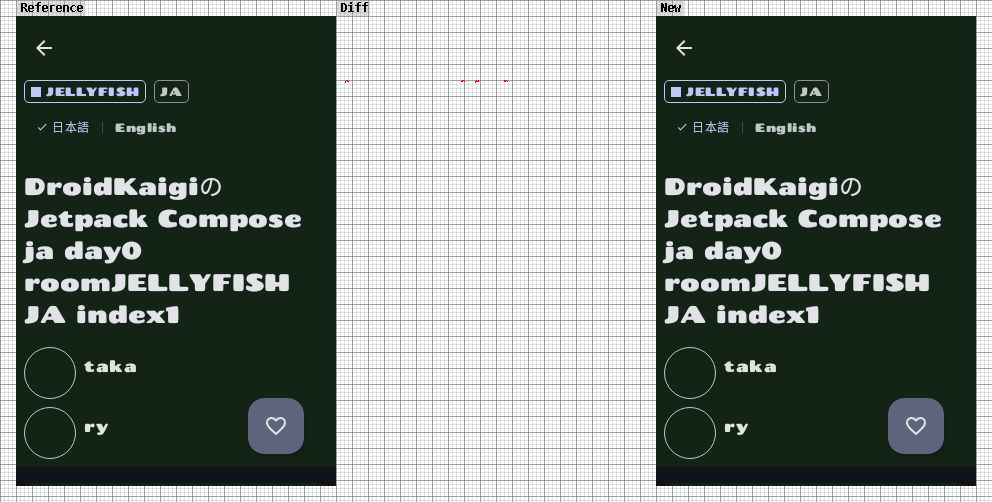 Reference
Diff
New
JELLYFISH JA
日本語 English
DroidKaigiの
Jetpack Compose
ja day0
roomJELLYFISH
JA index1
taka
ry
JELLYFISH JA
日本語 English
DroidKaigiの
Jetpack Compose
ja day0
roomJELLYFISH
JA index1
taka
ry